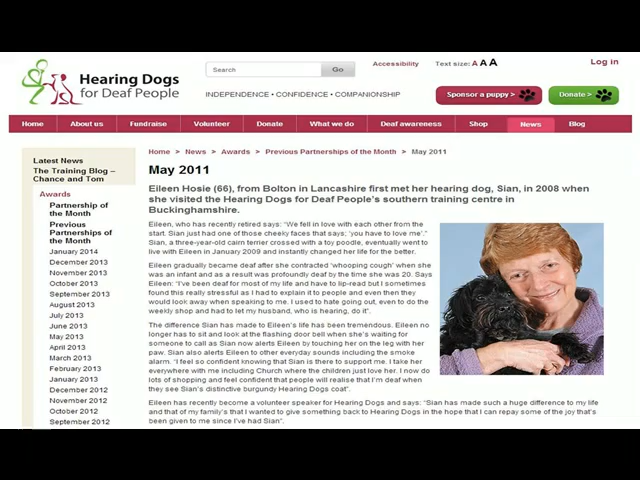 Hearing Dogs
for Deaf People
Search
Go
Accessibility
Text size: A A A
Log in
INDEPENDENCE • CONFIDENCE • COMPANIONSHIP
Sponsor a puppy >
Donate >
Home
About us
Fundraise
Volunteer
Donate
What we do
Deaf awareness
Shop
News
Blog
Latest News
The Training Blog –
Chance and Tom
Awards
Partnership of
the Month
Previous
Partnerships of
the Month
January 2014
December 2013
November 2013
October 2013
September 2013
August 2013
July 2013
June 2013
May 2013
April 2013
March 2013
February 2013
January 2013
December 2012
November 2012
October 2012
September 2012
Home > News > Awards > Previous Partnerships of the Month > May 2011
May 2011
Eileen Hosie (66), from Bolton in Lancashire first met her hearing dog, Sian, in 2008 when
she visited the Hearing Dogs for Deaf People's southern training centre in
Buckinghamshire.
Eileen, who has recently retired says: "We fell in love with each other from the
start. Sian just had one of those cheeky faces that says; 'you have to love me'."
Sian, a three-year-old cairn terrier crossed with a toy poodle, eventually went to
live with Eileen in January 2009 and instantly changed her life for the better.
Eileen gradually became deaf after she contracted 'whooping cough' when she
was an infant and as a result was profoundly deaf by the time she was 20. Says
Eileen: "I've been deaf for most of my life and have to lip-read but I sometimes
found this really stressful as I had to explain it to people and even then they
would look away when speaking to me. I used to hate going out, even to do the
weekly shop and had to let my husband, who is hearing, do it".
The difference Sian has made to Eileen's life has been tremendous. Eileen no
longer has to sit and look at the flashing door bell when she's waiting for
someone to call as Sian now alerts Eileen by touching her on the leg with her
paw. Sian also alerts Eileen to other everyday sounds including the smoke
alarm. "I feel so confident knowing that Sian is there to support me. I take her
everywhere with me including Church where the children just love her. I now do
lots of shopping and feel confident that people will realise that I'm deaf when
they see Sian's distinctive burgundy Hearing Dogs coat".
Eileen has recently become a volunteer speaker for Hearing Dogs and says: "Sian has made such a huge difference to my life
and that of my family's that I wanted to give something back to Hearing Dogs in the hope that I can repay some of the joy that's
been given to me since I've had Sian".